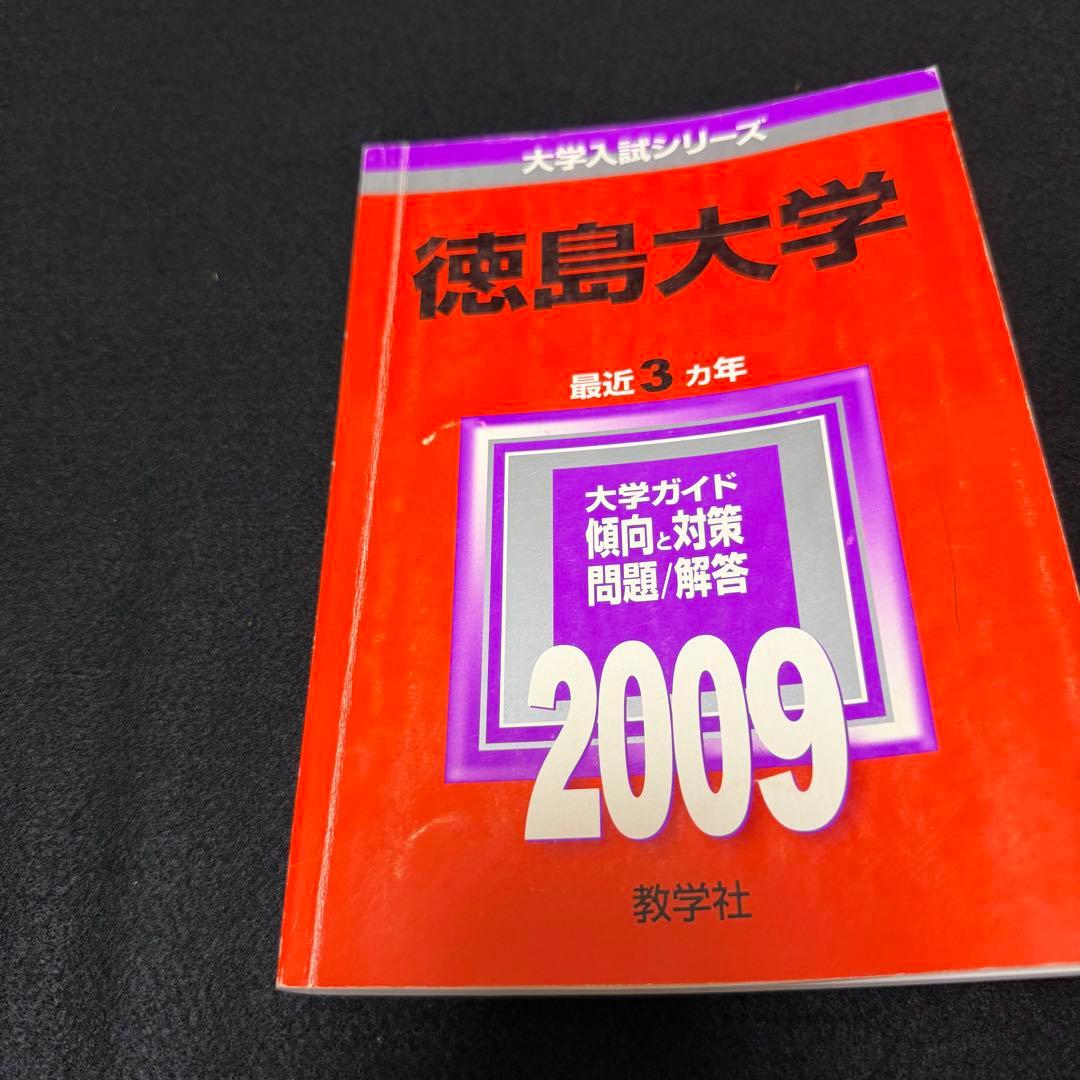 大学入試シリーズ
徳島大学
最近3カ年
大学ガイド
傾向と対策
問題/解答
2009
教学社